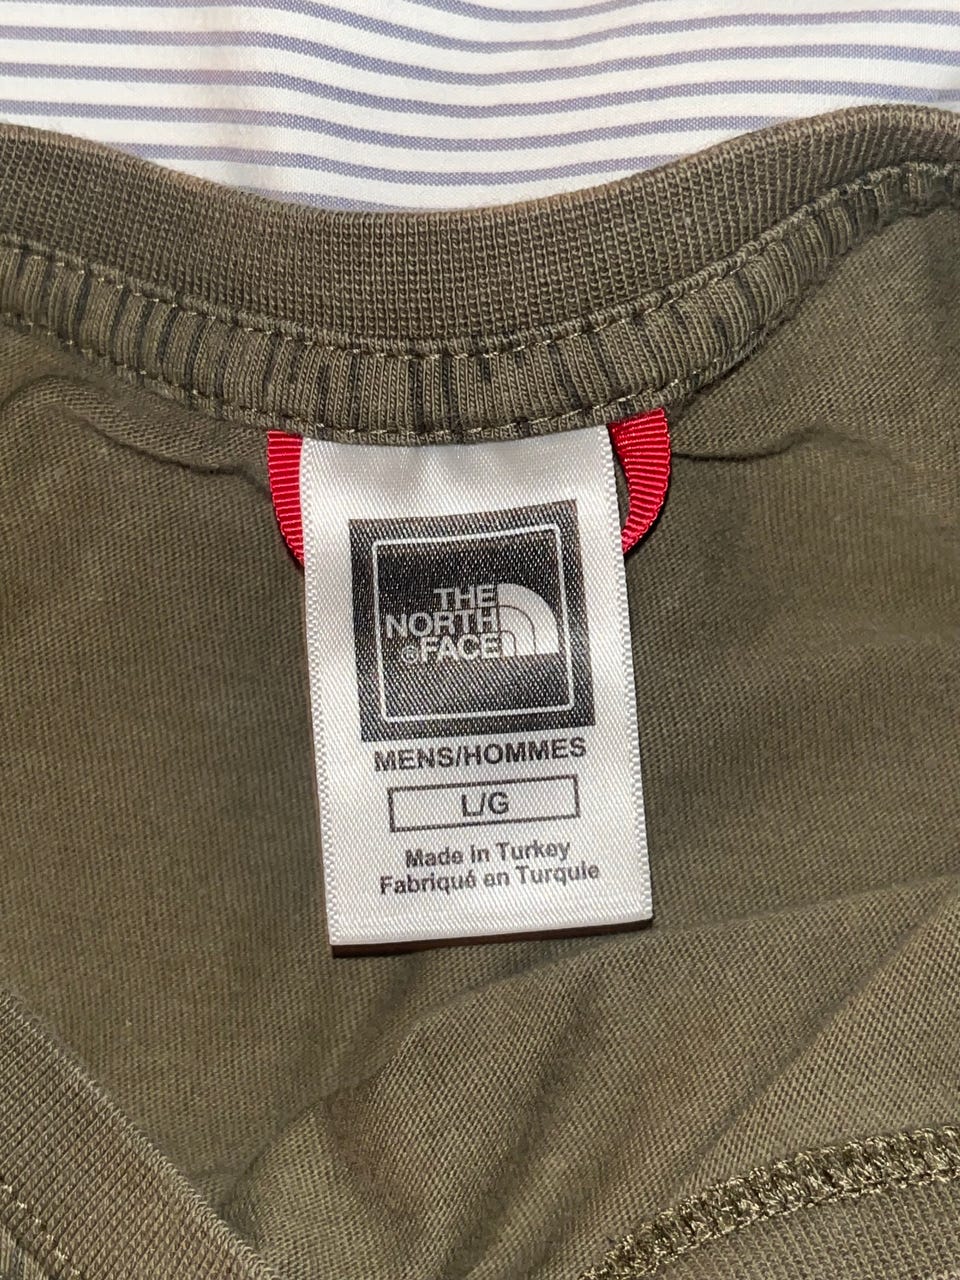 THE
NORTH
®FACE
MENS/HOMMES
L/G
Made in Turkey
Fabriqué en Turquie